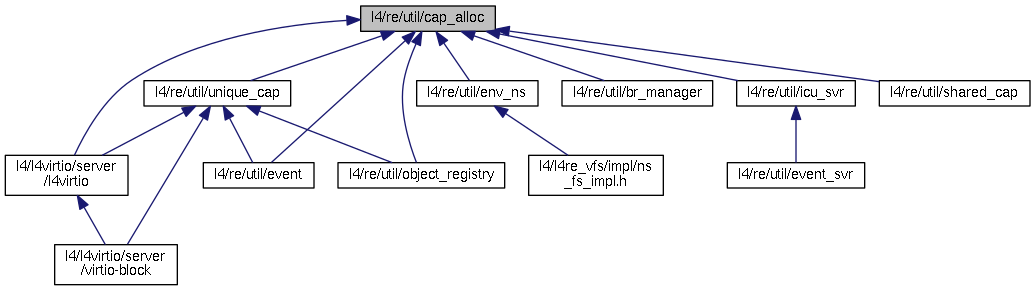 l4/re/util/cap_alloc
l4/re/util/unique_cap
l4/re/util/env_ns
l4/re/util/br_manager
l4/re/util/icu_svr
l4/re/util/shared_cap
l4/l4virtio/server
/l4virtio
l4/re/util/event
l4/re/util/object_registry
l4/l4re_vfs/impl/ns
_fs_impl.h
l4/re/util/event_svr
l4/l4virtio/server
/virtio-block